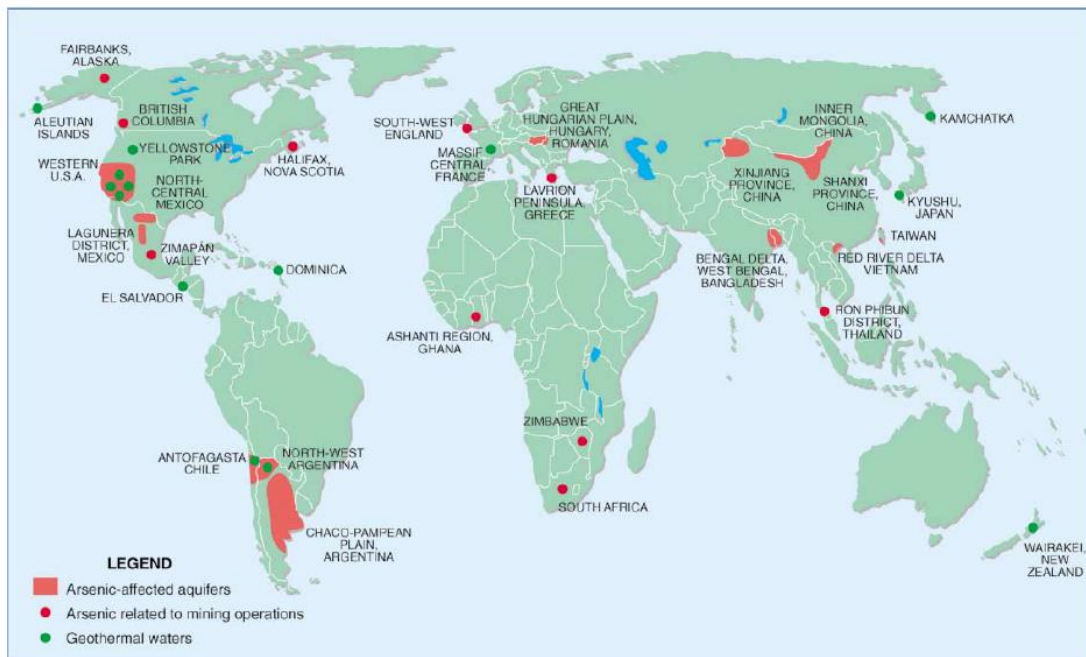 FAIRBANKS,
ALASKA
ALEUTIAN
ISLANDS
BRITISH
COLUMBIA
YELLOWSTONE
PARK
HALIFAX,
NOVA SCOTIA
WESTERN
U.S.A.
NORTH-
CENTRAL
MEXICO
LAGUNERA
DISTRICT,
MEXICO
ZIMAPÁN
VALLEY
DOMINICA
EL SALVADOR
ANTOFAGASTA
CHILE
NORTH-WEST
ARGENTINA
CHACO-PAMPEAN
PLAIN,
ARGENTINA
SOUTH-WEST
ENGLAND
GREAT
HUNGARIAN PLAIN,
HUNGARY,
ROMANIA
MASSIF
CENTRAL,
FRANCE
LAVRION
PENINSULA,
GREECE
ASHANTI REGION,
GHANA
ZIMBABWE
SOUTH AFRICA
INNER
MONGOLIA,
CHINA
KAMCHATKA
XINJIANG
PROVINCE,
CHINA
SHANXI
PROVINCE,
CHINA
KYUSHU,
JAPAN
TAIWAN
BENGAL DELTA,
WEST BENGAL,
BANGLADESH
RED RIVER DELTA
VIETNAM
RON PHIBUN
DISTRICT,
THAILAND
WAIRAKEI,
NEW
ZEALAND
LEGEND
Arsenic-affected aquifers
Arsenic related to mining operations
Geothermal waters